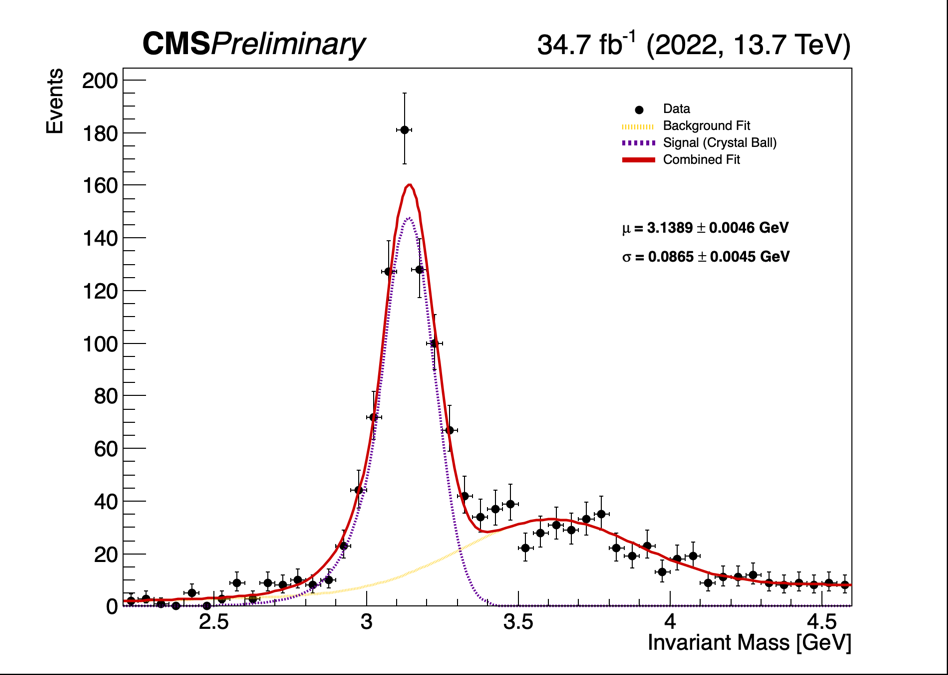 CMSPreliminary 34.7 fb⁻¹ (2022, 13.7 TeV)
Events
200
180
160
140
120
100
80
60
40
20
0
Data
Background Fit
Signal (Crystal Ball)
Combined Fit
μ = 3.1389 ± 0.0046 GeV
σ = 0.0865 ± 0.0045 GeV
2.5 3 3.5 4 4.5
Invariant Mass [GeV]